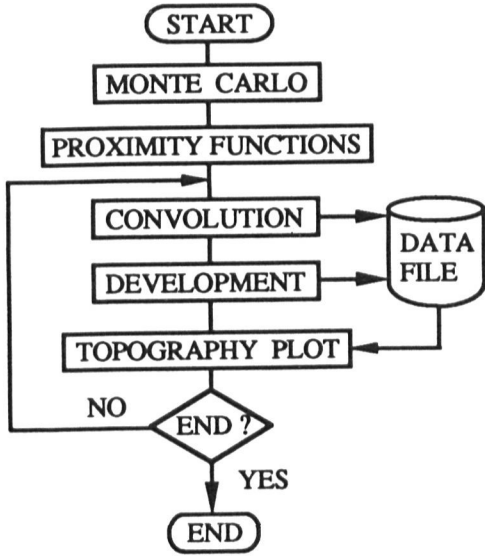 START
MONTE CARLO
PROXIMITY FUNCTIONS
CONVOLUTION
DATA
FILE
DEVELOPMENT
TOPOGRAPHY PLOT
NO
END ?
YES
END